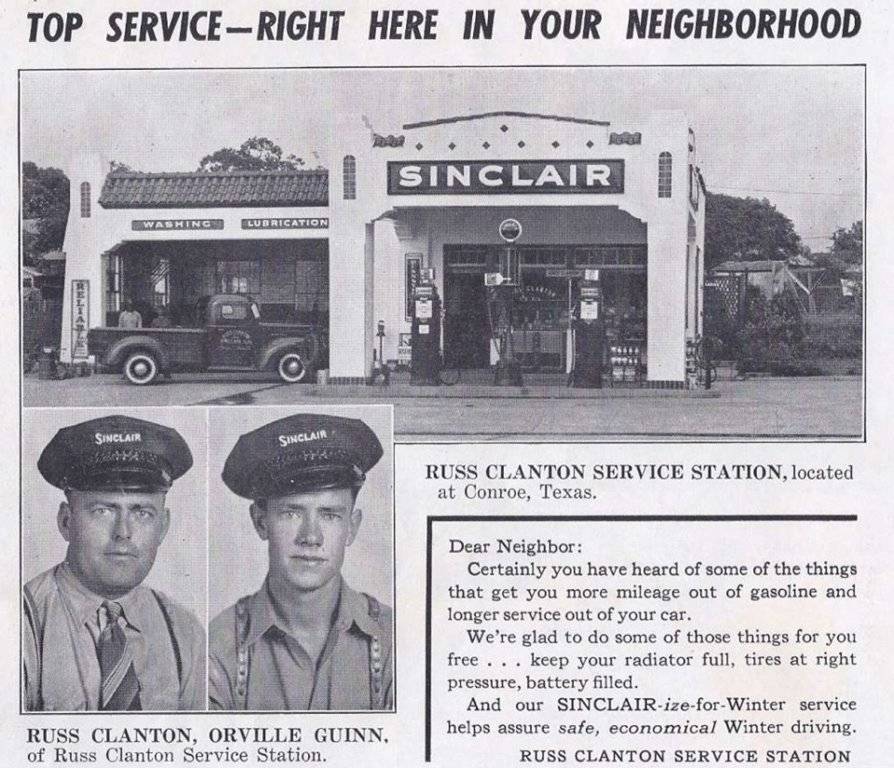 TOP SERVICE—RIGHT HERE IN YOUR NEIGHBORHOOD
SINCLAIR
WASHING LUBRICATION
RELIABLE
SINCLAIR
SINCLAIR
RUSS CLANTON SERVICE STATION, located
at Conroe, Texas.
RUSS CLANTON, ORVILLE GUINN,
of Russ Clanton Service Station.
Dear Neighbor:
Certainly you have heard of some of the things
that get you more mileage out of gasoline and
longer service out of your car.
We're glad to do some of those things for you
free . . . keep your radiator full, tires at right
pressure, battery filled.
And our SINCLAIR-ize-for-Winter service
helps assure safe, economical Winter driving.
RUSS CLANTON SERVICE STATION